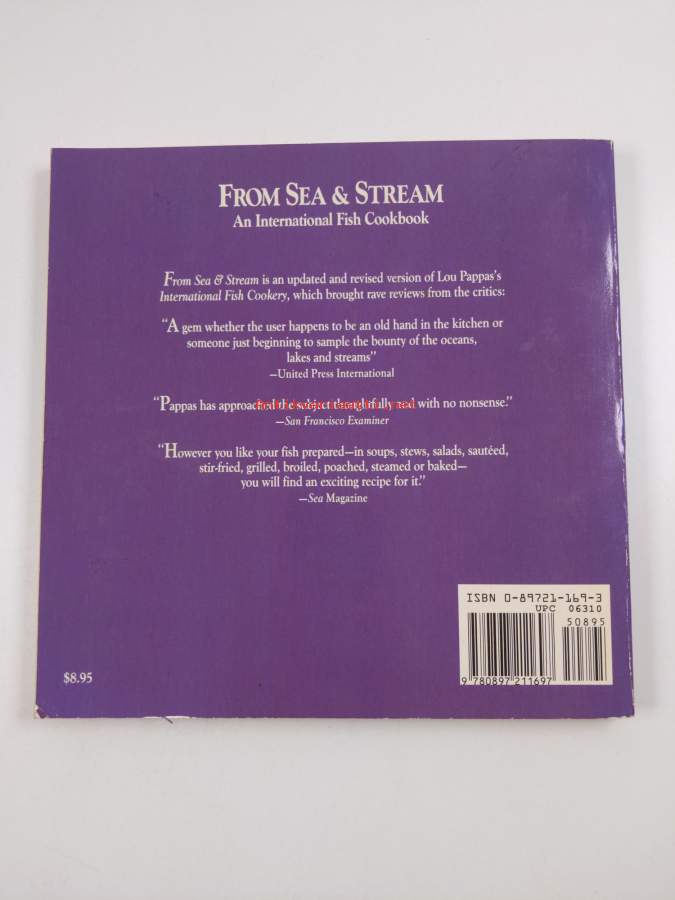 FROM SEA & STREAM
An International Fish Cookbook
From Sea & Stream is an updated and revised version of Lou Pappas's
International Fish Cookery, which brought rave reviews from the critics:
“A gem whether the user happens to be an old hand in the kitchen or
someone just beginning to sample the bounty of the oceans,
lakes and streams”
—United Press International
“Pappas has approached the subject thoughtfully and with no nonsense.”
—San Francisco Examiner
“However you like your fish prepared—in soups, stews, salads, sautéed,
stir-fried, grilled, broiled, poached, steamed or baked—
you will find an exciting recipe for it.”
—Sea Magazine
ISBN 0-89721-169-3
UPC 06310
50895
9 780897 211697
$8.95